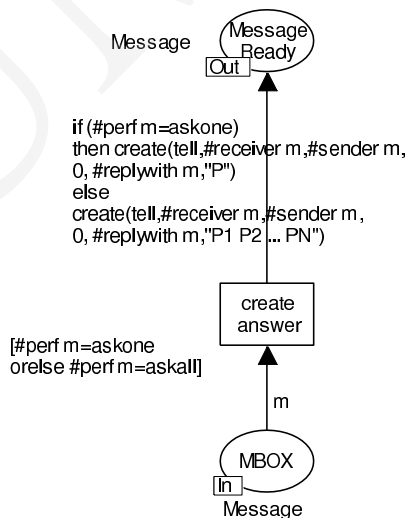 Message
Message
Ready
Out
if (#perf m=askone)
then create(tell,#receiver m,#sender m,
0, #replywith m,"P")
else
create(tell,#receiver m,#sender m,
0, #replywith m,"P1 P2 ... PN")
create
answer
[#perf m=askone
orelse #perf m=askall]
m
MBOX
In
Message